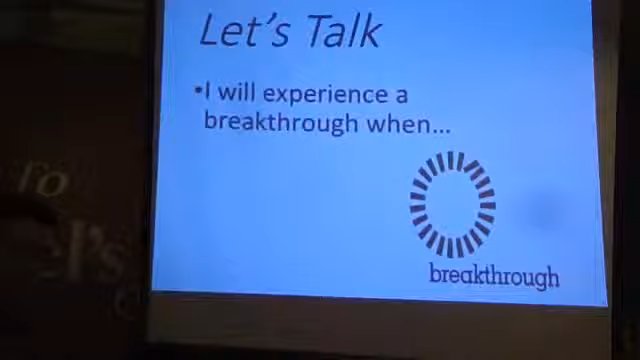 Let's Talk
•I will experience a
breakthrough when...
breakthrough